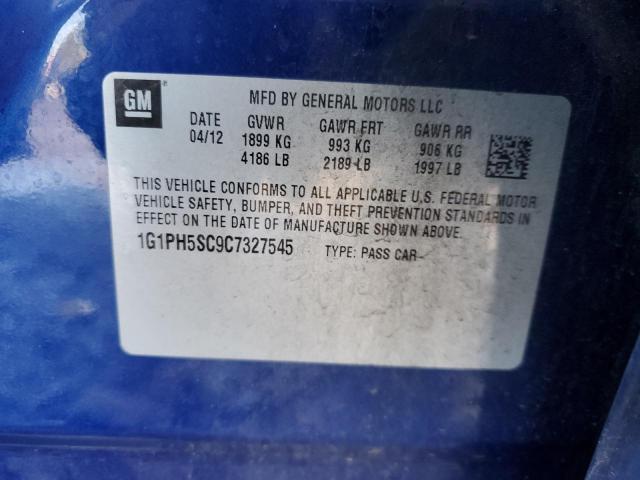 GM
MFD BY GENERAL MOTORS LLC
DATE GVWR GAWR FRT GAWR RR
04/12 1899 KG 993 KG 906 KG
4186 LB 2189 LB 1997 LB
THIS VEHICLE CONFORMS TO ALL APPLICABLE U.S. FEDERAL MOTOR
VEHICLE SAFETY, BUMPER, AND THEFT PREVENTION STANDARDS IN
EFFECT ON THE DATE OF MANUFACTURE SHOWN ABOVE.
1G1PH5SC9C7327545 TYPE: PASS CAR